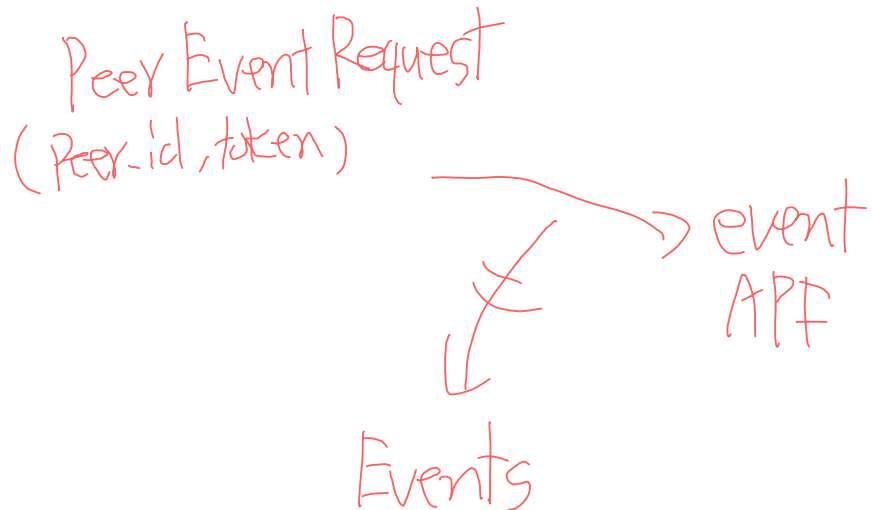 Peer Event Request
(Peer_id, token)
event
API
Events